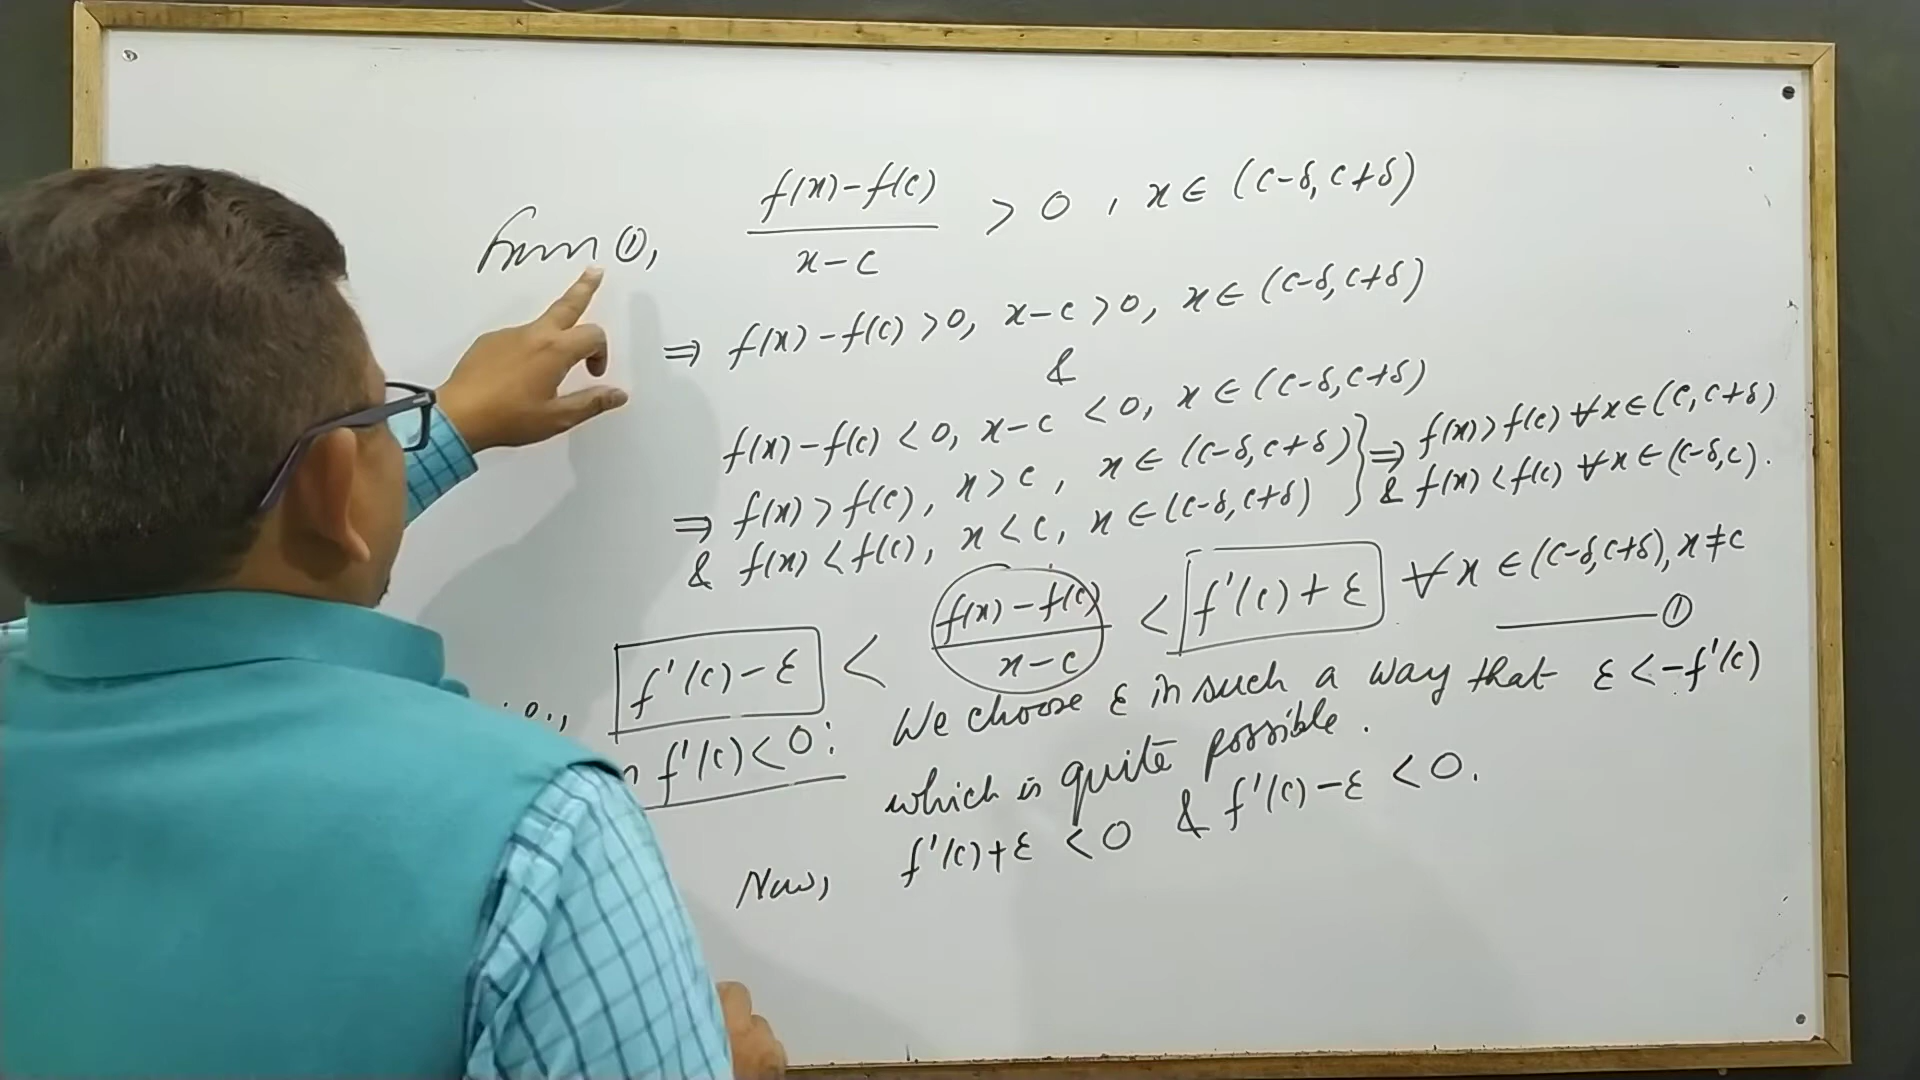 From ①, (f(x)-f(c))/(x-c) > 0, x ∈ (c-δ, c+δ)
⇒ f(x)-f(c) > 0, x-c > 0, x ∈ (c-δ, c+δ)
&
f(x)-f(c) < 0, x-c < 0, x ∈ (c-δ, c+δ)
⇒ f(x) > f(c), x > c, x ∈ (c-δ, c+δ) } ⇒ f(x) > f(c) ∀ x ∈ (c, c+δ)
& f(x) < f(c), x < c, x ∈ (c-δ, c+δ) } & f(x) < f(c) ∀ x ∈ (c-δ, c).
f'(c)-ε < (f(x)-f(c))/(x-c) < f'(c)+ε ∀ x ∈ (c-δ, c+δ), x ≠ c
—— ①
f'(c) < 0: We choose ε in such a way that ε < -f'(c)
which is quite possible.
Now, f'(c)+ε < 0 & f'(c)-ε < 0.